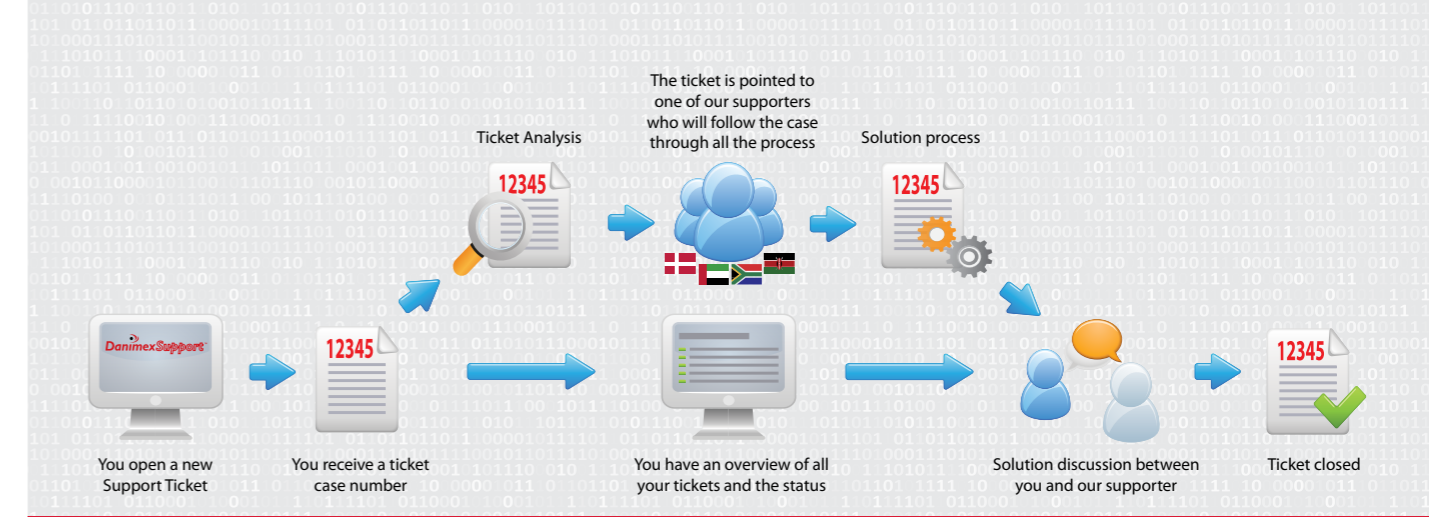 The ticket is pointed to
one of our supporters
who will follow the case
through all the process
Ticket Analysis
Solution process
12345
12345
DanimexSupport
12345
12345
You open a new
Support Ticket
You receive a ticket
case number
You have an overview of all
your tickets and the status
Solution discussion between
you and our supporter
Ticket closed